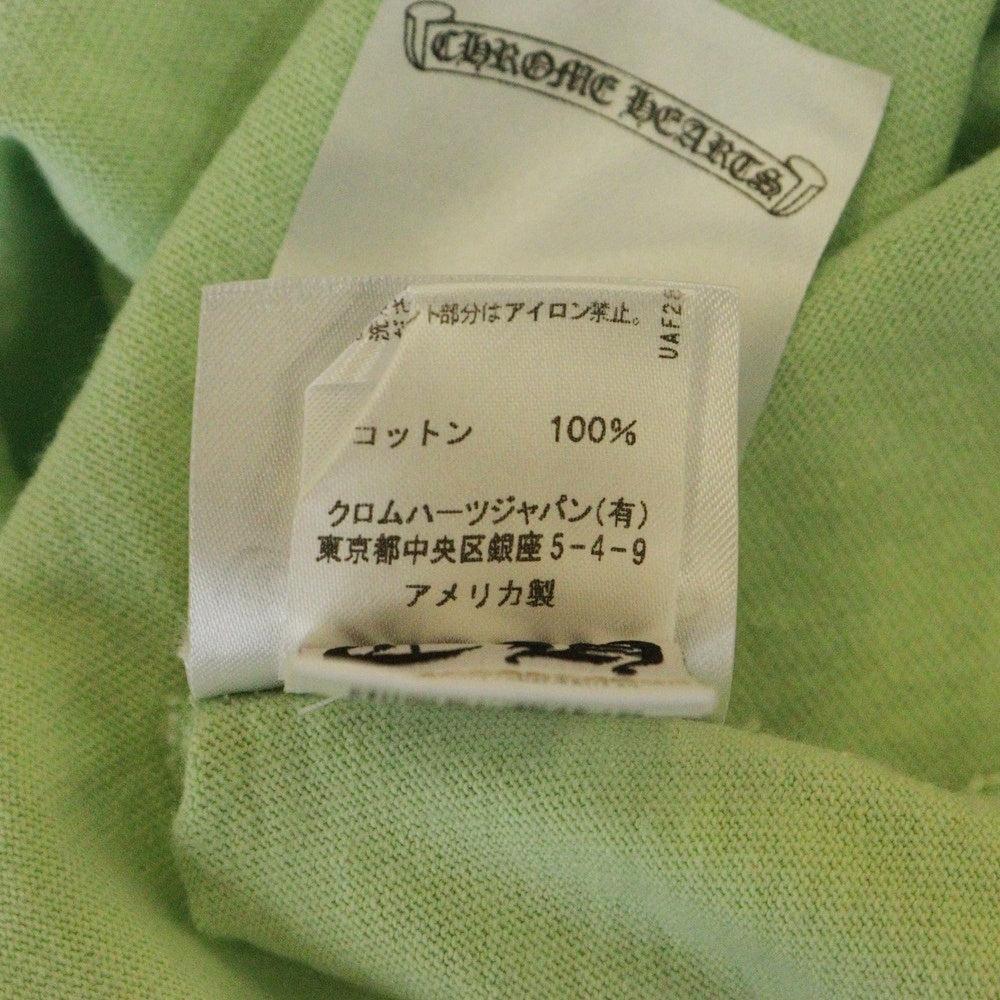 CHROME HEARTS
ト部分はアイロン禁止。
コットン 100%
クロムハーツジャパン(有)
東京都中央区銀座5-4-9
アメリカ製